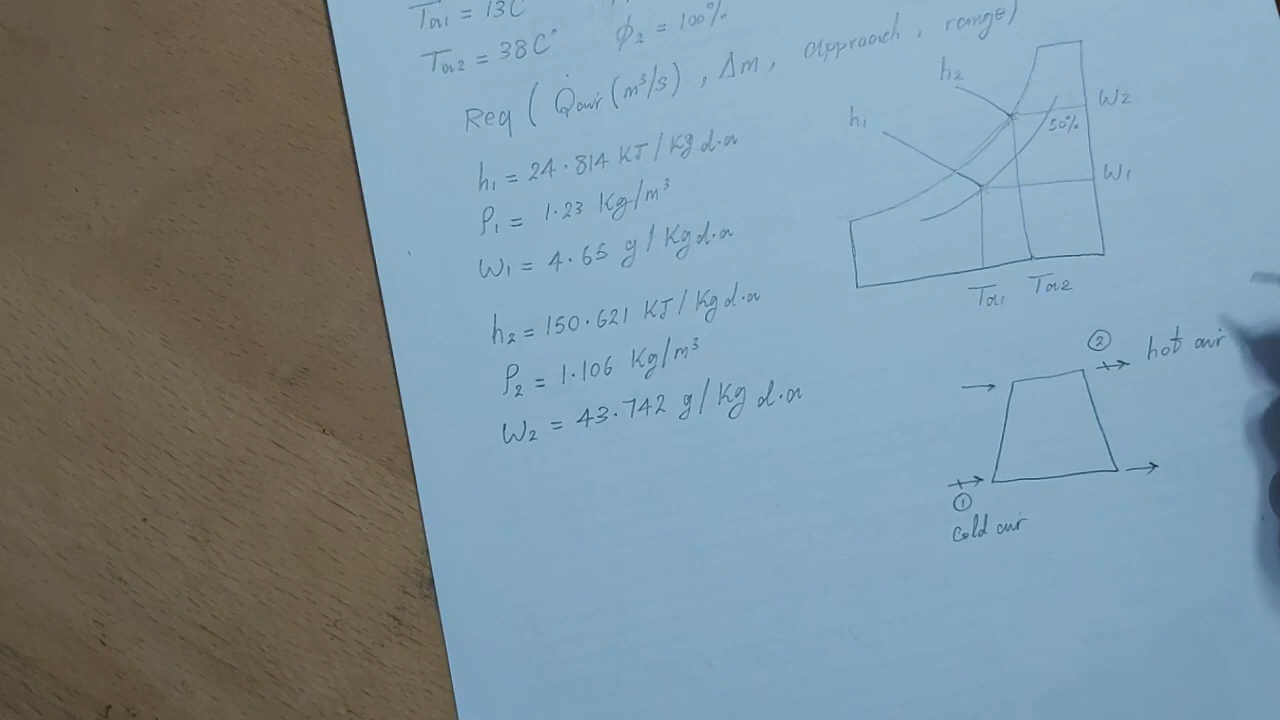 Ta1 = 13C
Ta2 = 38C° ϕ2 = 100%
Req ( Q̇air (m³/s) , Δm , approach , range)
h1 = 24.814 KJ/Kg d.a
ρ1 = 1.23 Kg/m³
W1 = 4.65 g/Kg d.a
h2 = 150.621 KJ/Kg d.a
ρ2 = 1.106 Kg/m³
W2 = 43.742 g/Kg d.a
h2
h1
W2
50%
W1
Ta1 Ta2
②
hot air
①
Cold air